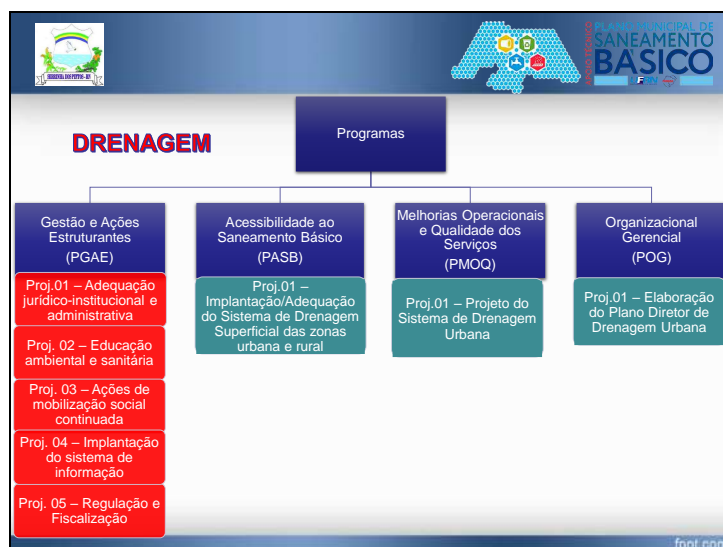 PLANO MUNICIPAL DE
SANEAMENTO
BÁSICO
DRENAGEM
Programas
Gestão e Ações
Estruturantes
(PGAE)
Proj.01 – Adequação
jurídico-institucional e
administrativa
Proj. 02 – Educação
ambiental e sanitária
Proj. 03 – Ações de
mobilização social
continuada
Proj. 04 – Implantação
do sistema de
informação
Proj. 05 – Regulação e
Fiscalização
Acessibilidade ao
Saneamento Básico
(PASB)
Proj.01 –
Implantação/Adequação
do Sistema de Drenagem
Superficial das zonas
urbana e rural
Melhorias Operacionais
e Qualidade dos
Serviços
(PMOQ)
Proj.01 – Projeto do
Sistema de Drenagem
Urbana
Organizacional
Gerencial
(POG)
Proj.01 – Elaboração
do Plano Diretor de
Drenagem Urbana